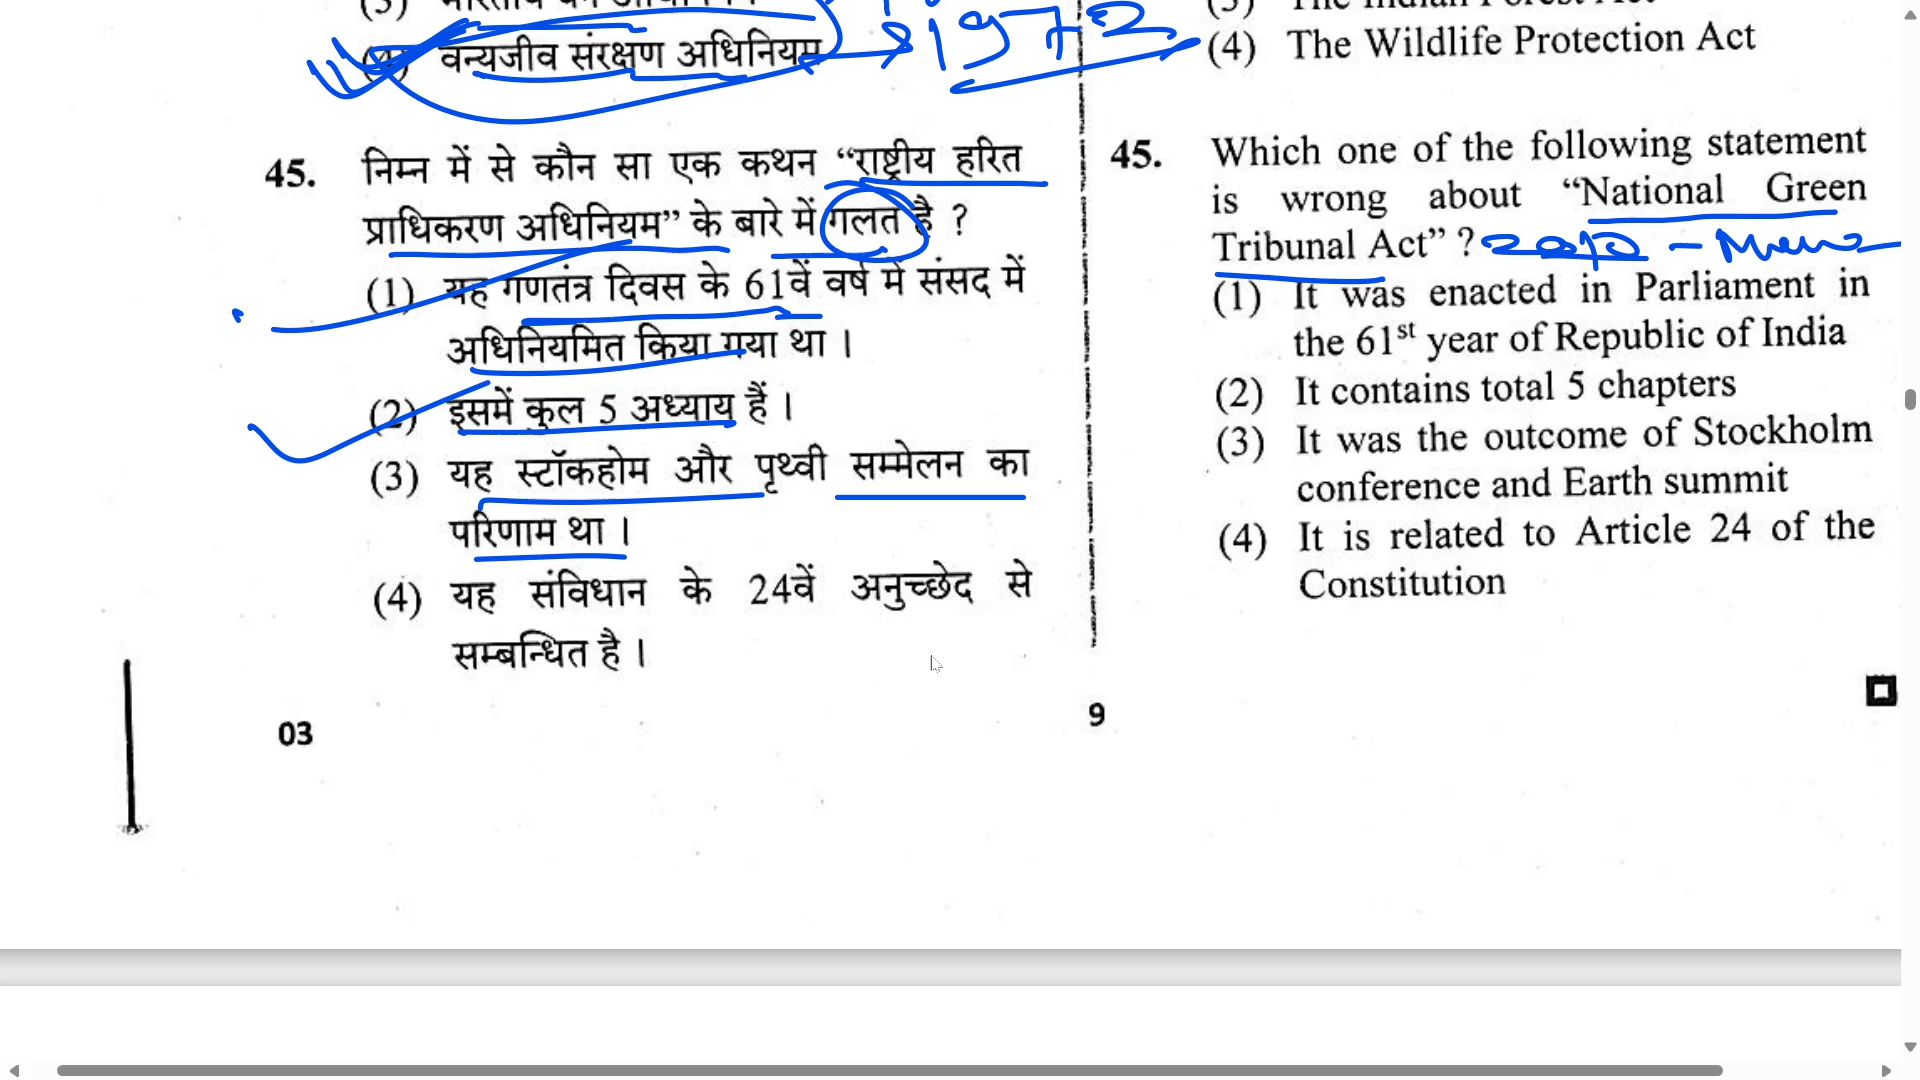 (4) वन्यजीव संरक्षण अधिनियम
1972
45. निम्न में से कौन सा एक कथन “राष्ट्रीय हरित
प्राधिकरण अधिनियम” के बारे में गलत है ?
(1) यह गणतंत्र दिवस के 61वें वर्ष में संसद में
अधिनियमित किया गया था ।
(2) इसमें कुल 5 अध्याय हैं ।
(3) यह स्टॉकहोम और पृथ्वी सम्मेलन का
परिणाम था ।
(4) यह संविधान के 24वें अनुच्छेद से
सम्बन्धित है ।
03
(4) The Wildlife Protection Act
45. Which one of the following statement
is wrong about “National Green
Tribunal Act” ? 2010 –
(1) It was enacted in Parliament in
the 61st year of Republic of India
(2) It contains total 5 chapters
(3) It was the outcome of Stockholm
conference and Earth summit
(4) It is related to Article 24 of the
Constitution
9